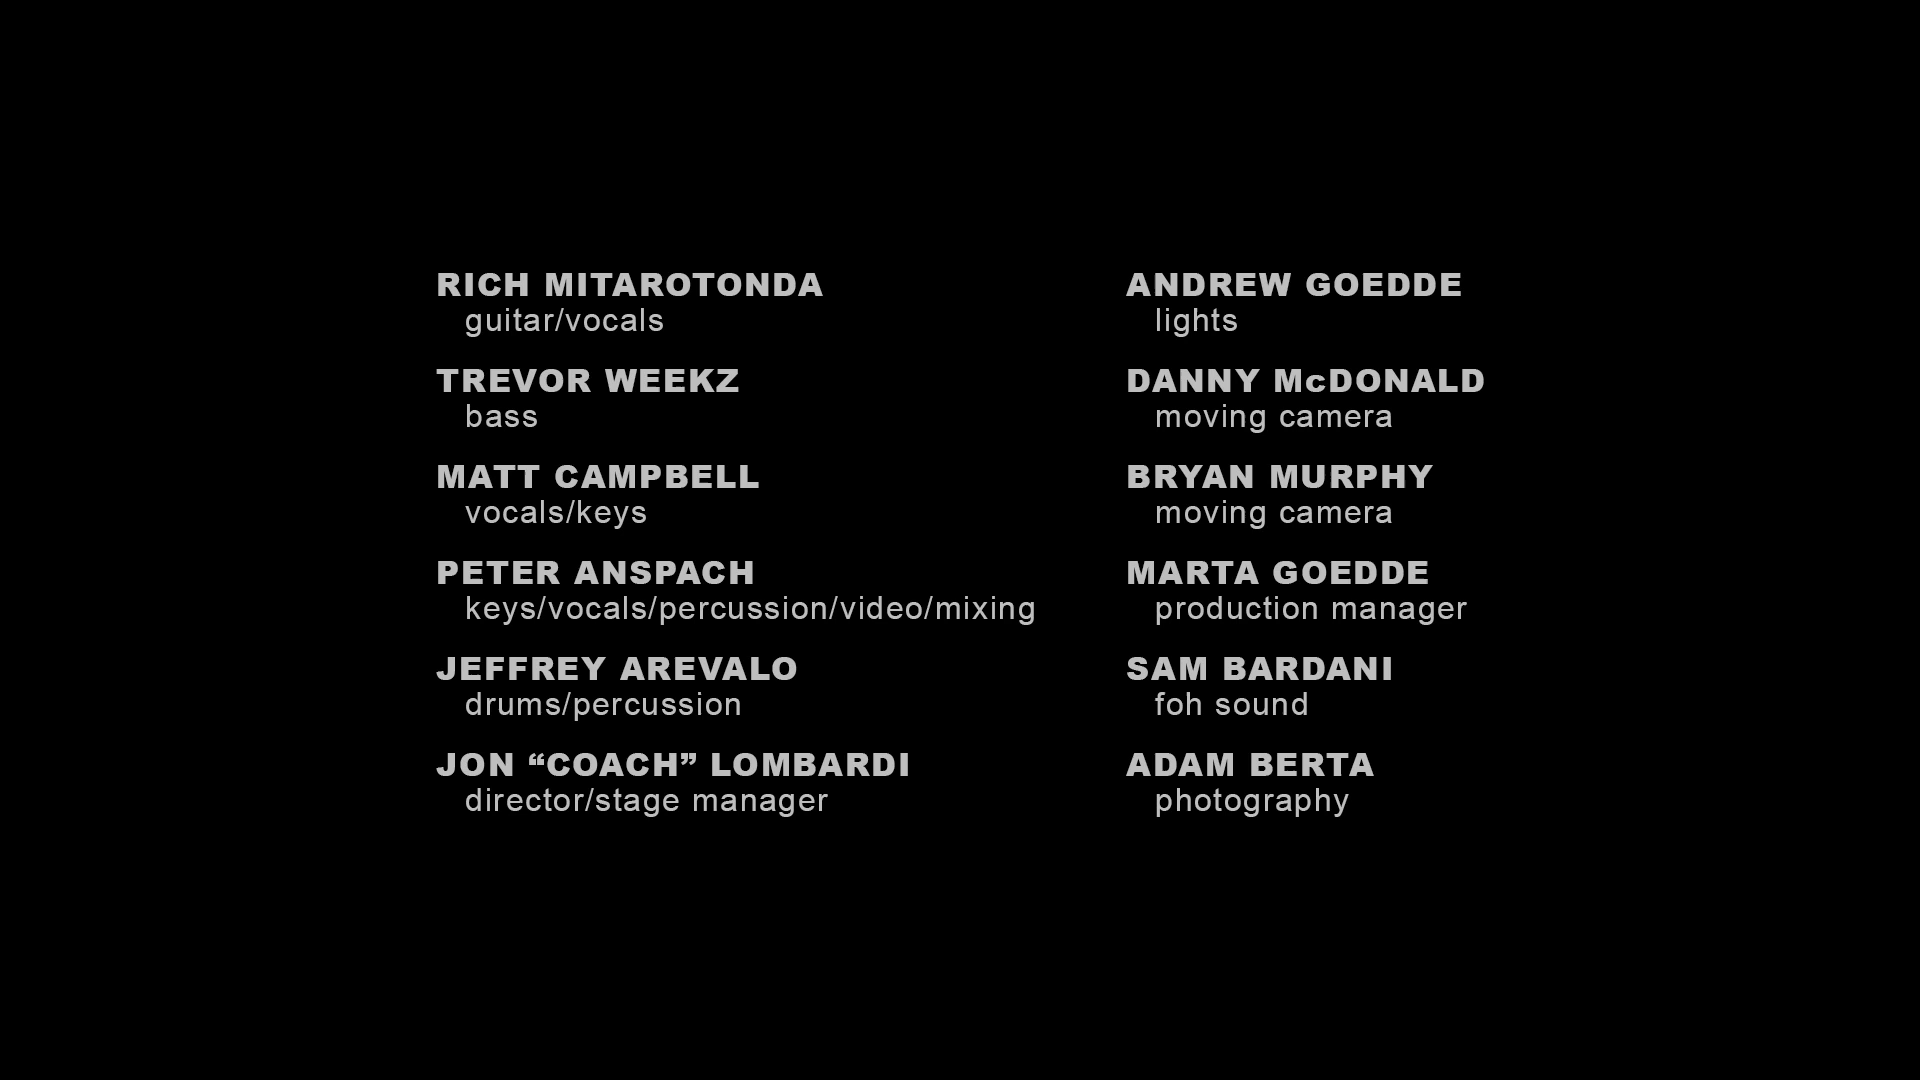 RICH MITAROTONDA
guitar/vocals
TREVOR WEEKZ
bass
MATT CAMPBELL
vocals/keys
PETER ANSPACH
keys/vocals/percussion/video/mixing
JEFFREY AREVALO
drums/percussion
JON “COACH” LOMBARDI
director/stage manager
ANDREW GOEDDE
lights
DANNY McDONALD
moving camera
BRYAN MURPHY
moving camera
MARTA GOEDDE
production manager
SAM BARDANI
foh sound
ADAM BERTA
photography